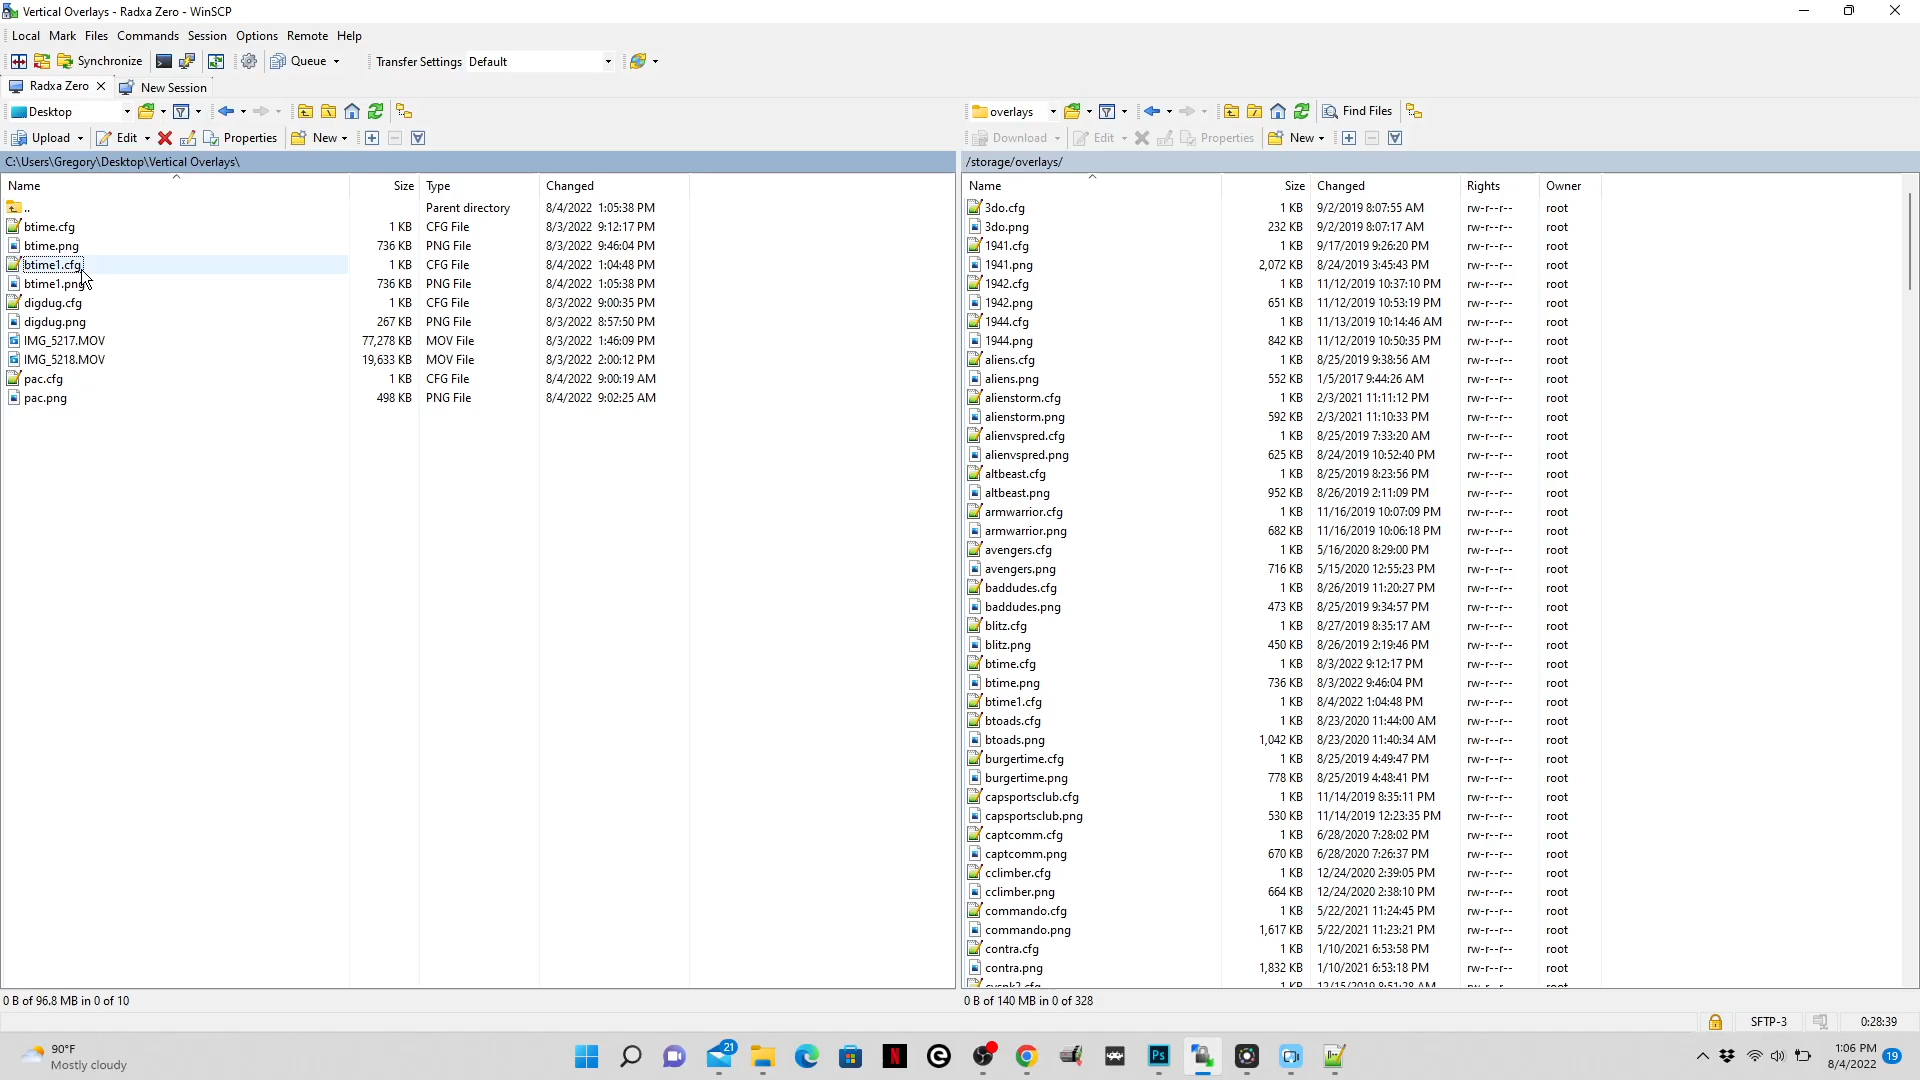 Vertical Overlays - Radxa Zero - WinSCP
Local Mark Files Commands Session Options Remote Help
Synchronize Queue Transfer Settings Default
Radxa Zero New Session
Desktop overlays Find Files
Upload Edit Properties New Download Edit Properties New
C:\Users\Gregory\Desktop\Vertical Overlays\ /storage/overlays/
Name Size Type Changed Name Size Changed Rights Owner
.. Parent directory 8/4/2022 1:05:38 PM 3do.cfg 1 KB 9/2/2019 8:07:55 AM rw-r--r-- root
btime.cfg 1 KB CFG File 8/3/2022 9:12:17 PM 3do.png 232 KB 9/2/2019 8:07:17 AM rw-r--r-- root
btime.png 736 KB PNG File 8/3/2022 9:46:04 PM 1941.cfg 1 KB 9/17/2019 9:26:20 PM rw-r--r-- root
btime1.cfg 1 KB CFG File 8/4/2022 1:04:48 PM 1941.png 2,072 KB 8/24/2019 3:45:43 PM rw-r--r-- root
btime1.png 736 KB PNG File 8/4/2022 1:05:38 PM 1942.cfg 1 KB 11/12/2019 10:37:10 PM rw-r--r-- root
digdug.cfg 1 KB CFG File 8/3/2022 9:00:35 PM 1942.png 651 KB 11/12/2019 10:53:19 PM rw-r--r-- root
digdug.png 267 KB PNG File 8/3/2022 8:57:50 PM 1944.cfg 1 KB 11/13/2019 10:14:46 AM rw-r--r-- root
IMG_5217.MOV 77,278 KB MOV File 8/3/2022 1:46:09 PM 1944.png 842 KB 11/12/2019 10:50:35 PM rw-r--r-- root
IMG_5218.MOV 19,633 KB MOV File 8/3/2022 2:00:12 PM aliens.cfg 1 KB 8/25/2019 9:38:56 AM rw-r--r-- root
pac.cfg 1 KB CFG File 8/4/2022 9:00:19 AM aliens.png 552 KB 1/5/2017 9:44:26 AM rw-r--r-- root
pac.png 498 KB PNG File 8/4/2022 9:02:25 AM alienstorm.cfg 1 KB 2/3/2021 11:11:12 PM rw-r--r-- root
alienstorm.png 592 KB 2/3/2021 11:10:33 PM rw-r--r-- root
alienvspred.cfg 1 KB 8/25/2019 7:33:20 AM rw-r--r-- root
alienvspred.png 625 KB 8/24/2019 10:52:40 PM rw-r--r-- root
altbeast.cfg 1 KB 8/25/2019 8:23:56 PM rw-r--r-- root
altbeast.png 952 KB 8/26/2019 2:11:09 PM rw-r--r-- root
armwarrior.cfg 1 KB 11/16/2019 10:07:09 PM rw-r--r-- root
armwarrior.png 682 KB 11/16/2019 10:06:18 PM rw-r--r-- root
avengers.cfg 1 KB 5/16/2020 8:29:00 PM rw-r--r-- root
avengers.png 716 KB 5/15/2020 12:55:23 PM rw-r--r-- root
baddudes.cfg 1 KB 8/26/2019 11:20:27 PM rw-r--r-- root
baddudes.png 473 KB 8/25/2019 9:34:57 PM rw-r--r-- root
blitz.cfg 1 KB 8/27/2019 8:35:17 AM rw-r--r-- root
blitz.png 450 KB 8/26/2019 2:19:46 PM rw-r--r-- root
btime.cfg 1 KB 8/3/2022 9:12:17 PM rw-r--r-- root
btime.png 736 KB 8/3/2022 9:46:04 PM rw-r--r-- root
btime1.cfg 1 KB 8/4/2022 1:04:48 PM rw-r--r-- root
btoads.cfg 1 KB 8/23/2020 11:44:00 AM rw-r--r-- root
btoads.png 1,042 KB 8/23/2020 11:40:34 AM rw-r--r-- root
burgertime.cfg 1 KB 8/25/2019 4:49:47 PM rw-r--r-- root
burgertime.png 778 KB 8/25/2019 4:48:41 PM rw-r--r-- root
capsportsclub.cfg 1 KB 11/14/2019 8:35:11 PM rw-r--r-- root
capsportsclub.png 530 KB 11/14/2019 12:23:35 PM rw-r--r-- root
captcomm.cfg 1 KB 6/28/2020 7:28:02 PM rw-r--r-- root
captcomm.png 670 KB 6/28/2020 7:26:37 PM rw-r--r-- root
cclimber.cfg 1 KB 12/24/2020 2:39:05 PM rw-r--r-- root
cclimber.png 664 KB 12/24/2020 2:38:10 PM rw-r--r-- root
commando.cfg 1 KB 5/22/2021 11:24:45 PM rw-r--r-- root
commando.png 1,617 KB 5/22/2021 11:23:21 PM rw-r--r-- root
contra.cfg 1 KB 1/10/2021 6:53:58 PM rw-r--r-- root
contra.png 1,832 KB 1/10/2021 6:53:18 PM rw-r--r-- root
0 B of 96.8 MB in 0 of 10 0 B of 140 MB in 0 of 328
SFTP-3 0:28:39
90°F 21 1:06 PM
Mostly cloudy N Ps 8/4/2022 19